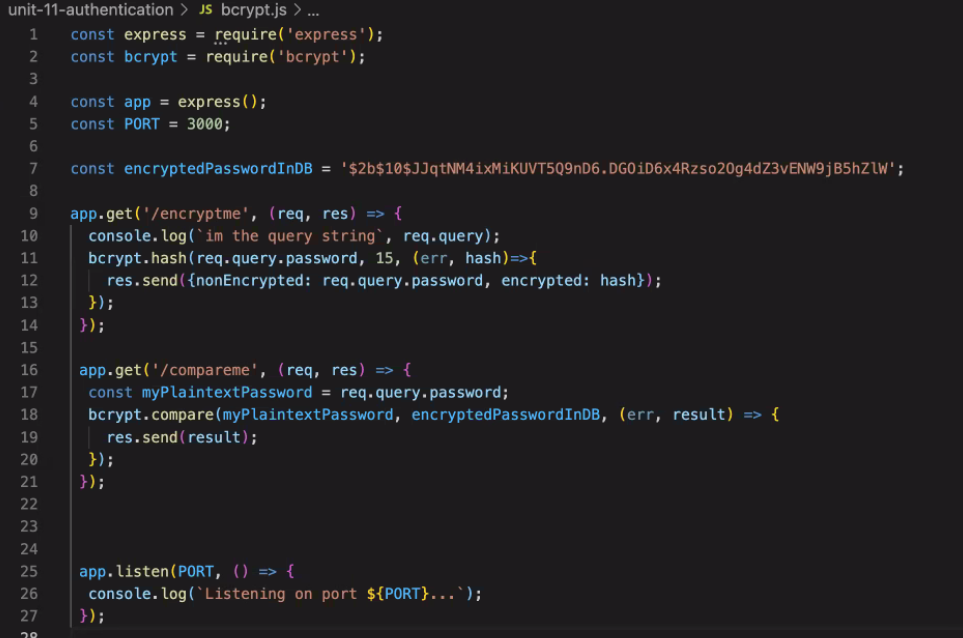 unit-11-authentication > JS bcrypt.js > ...
1 const express = require('express');
2 const bcrypt = require('bcrypt');
3
4 const app = express();
5 const PORT = 3000;
6
7 const encryptedPasswordInDB = '$2b$10$JJqtNM4ixMiKUVT5Q9nD6.DGOiD6x4Rzso2Og4dZ3vENW9jB5hZlW';
8
9 app.get('/encryptme', (req, res) => {
10 console.log(`im the query string`, req.query);
11 bcrypt.hash(req.query.password, 15, (err, hash)=>{
12 res.send({nonEncrypted: req.query.password, encrypted: hash});
13 });
14 });
15
16 app.get('/compareme', (req, res) => {
17 const myPlaintextPassword = req.query.password;
18 bcrypt.compare(myPlaintextPassword, encryptedPasswordInDB, (err, result) => {
19 res.send(result);
20 });
21 });
22
23
24
25 app.listen(PORT, () => {
26 console.log(`Listening on port ${PORT}...`);
27 });
28